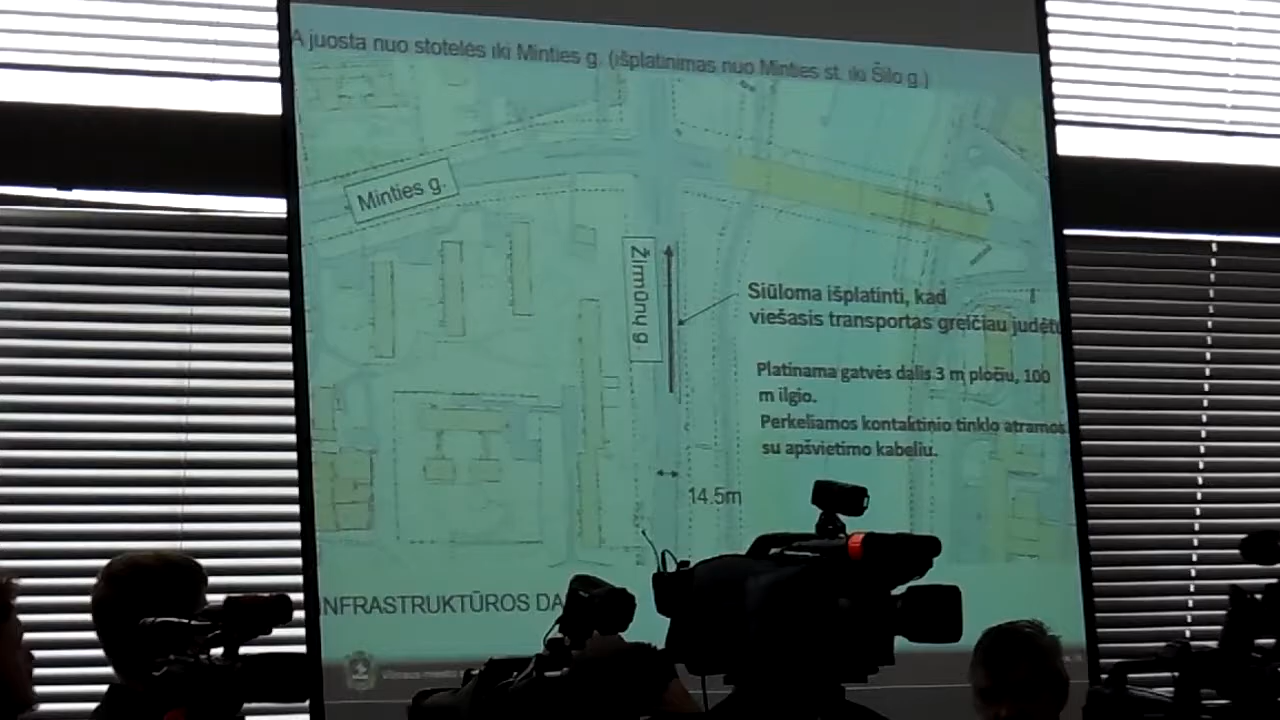 A juosta nuo stotelės iki Minties g. (išplatinimas nuo Minties st. iki Šilo g.)
Minties g.
Žirmūnų g.
Siūloma išplatinti, kad
viešasis transportas greičiau judėtų
Platinama gatvės dalis 3 m pločiu, 100
m ilgio.
Perkeliamos kontaktinio tinklo atramos
su apšvietimo kabeliu.
14.5m
INFRASTRUKTŪROS DA
Vilniaus miesto